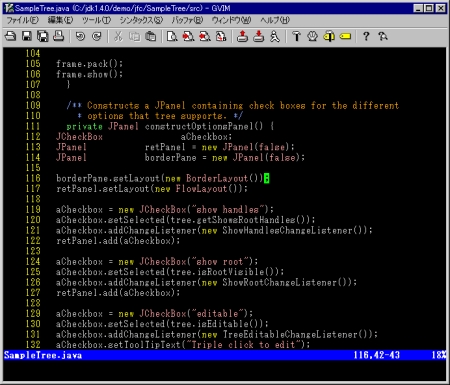 SampleTree.java (C:/jdk1.4.0/demo/jfc/SampleTree/src) - GVIM
ファイル(F) 編集(E) ツール(T) シンタックス(S) バッファ(B) ウィンドウ(W) ヘルプ(H)
104
105 frame.pack();
106 frame.show();
107 }
108
109 /** Constructs a JPanel containing check boxes for the different
110 * options that tree supports. */
111 private JPanel constructOptionsPanel() {
112 JCheckBox aCheckbox;
113 JPanel retPanel = new JPanel(false);
114 JPanel borderPane = new JPanel(false);
115
116 borderPane.setLayout(new BorderLayout());
117 retPanel.setLayout(new FlowLayout());
118
119 aCheckbox = new JCheckBox("show handles");
120 aCheckbox.setSelected(tree.getShowsRootHandles());
121 aCheckbox.addChangeListener(new ShowHandlesChangeListener());
122 retPanel.add(aCheckbox);
123
124 aCheckbox = new JCheckBox("show root");
125 aCheckbox.setSelected(tree.isRootVisible());
126 aCheckbox.addChangeListener(new ShowRootChangeListener());
127 retPanel.add(aCheckbox);
128
129 aCheckbox = new JCheckBox("editable");
130 aCheckbox.setSelected(tree.isEditable());
131 aCheckbox.addChangeListener(new TreeEditableChangeListener());
132 aCheckbox.setToolTipText("Triple click to edit");
SampleTree.java 116,42-43 18%